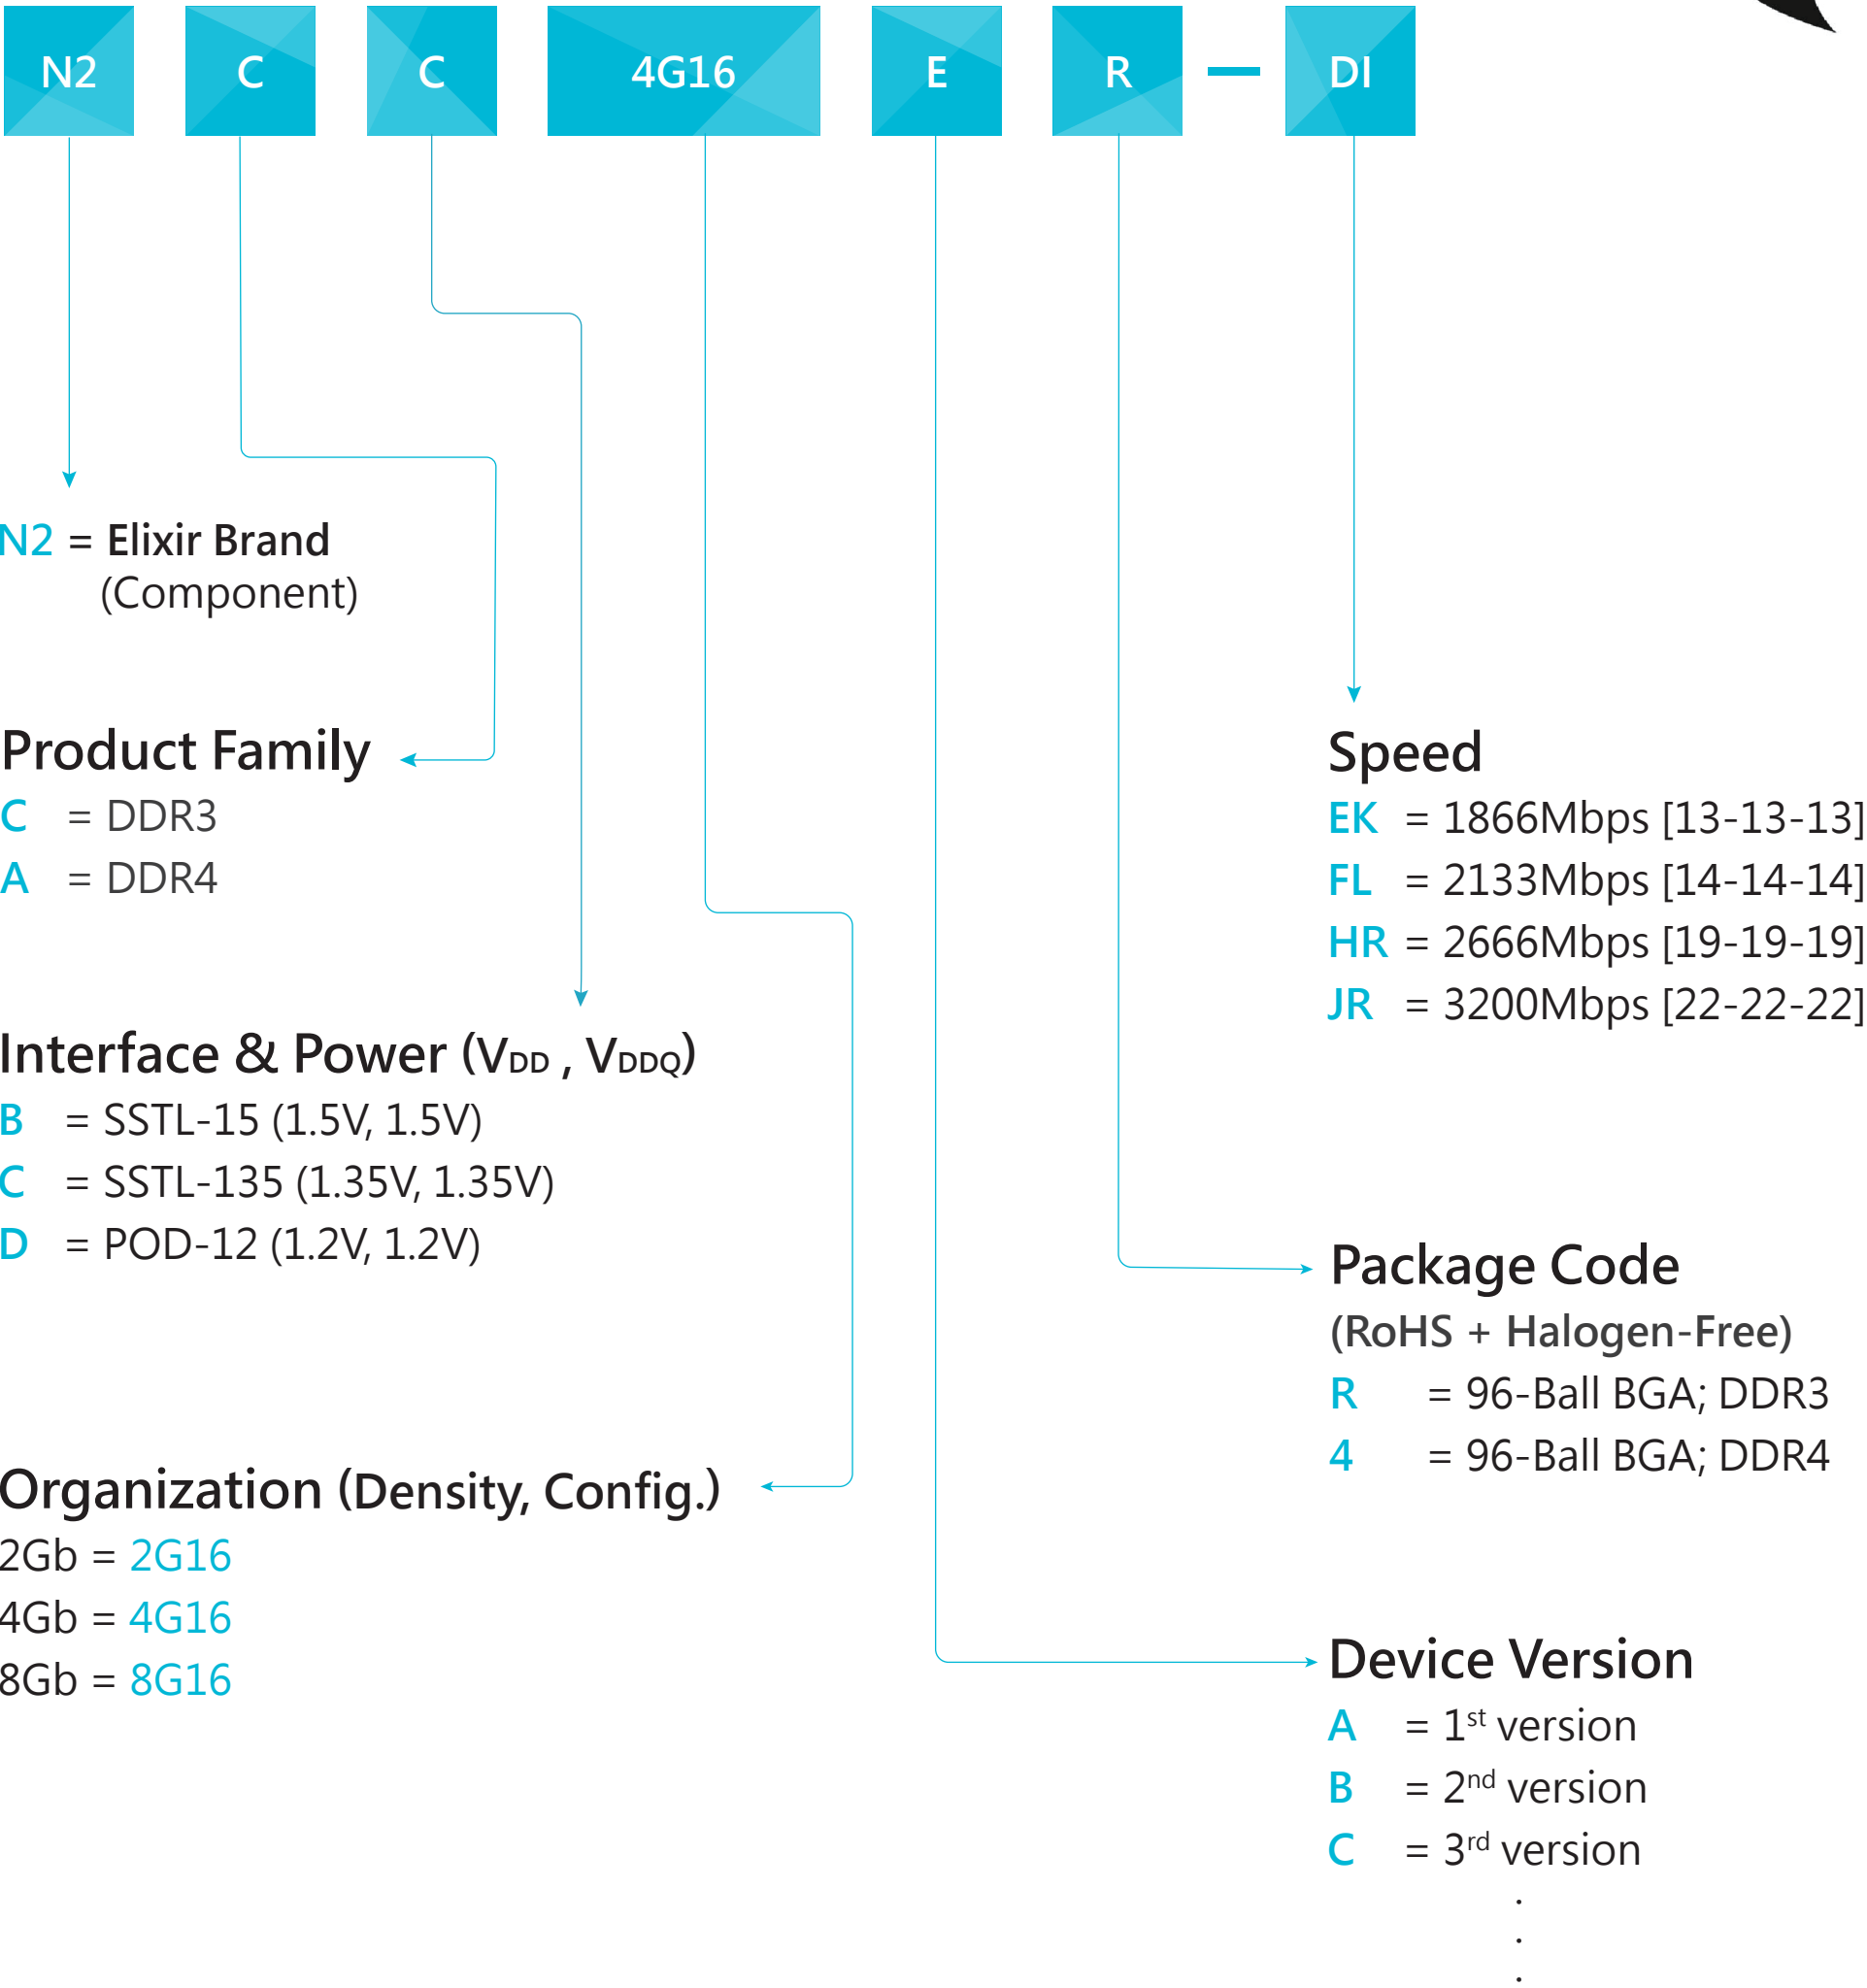 N2 C C 4G16 E R – DI
N2 = Elixir Brand
(Component)
Product Family
C = DDR3
A = DDR4
Interface & Power (VDD , VDDQ)
B = SSTL-15 (1.5V, 1.5V)
C = SSTL-135 (1.35V, 1.35V)
D = POD-12 (1.2V, 1.2V)
Organization (Density, Config.)
2Gb = 2G16
4Gb = 4G16
8Gb = 8G16
Speed
EK = 1866Mbps [13-13-13]
FL = 2133Mbps [14-14-14]
HR = 2666Mbps [19-19-19]
JR = 3200Mbps [22-22-22]
Package Code
(RoHS + Halogen-Free)
R = 96-Ball BGA; DDR3
4 = 96-Ball BGA; DDR4
Device Version
A = 1st version
B = 2nd version
C = 3rd version
.
.
.